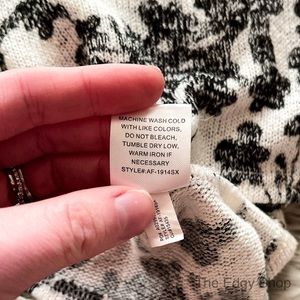 MACHINE WASH COLD
WITH LIKE COLORS,
DO NOT BLEACH,
TUMBLE DRY LOW,
WARM IRON IF
NECESSARY
STYLE#:AF-1914SX
The Edgy Shop